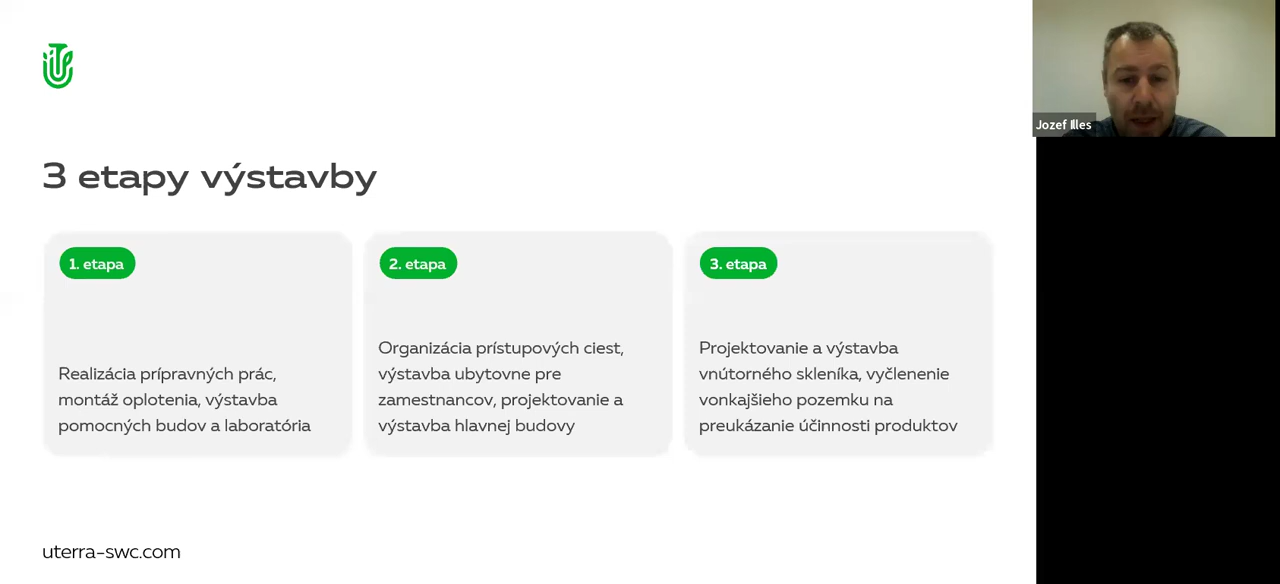 Jozef Illes
3 etapy výstavby
1. etapa
Realizácia prípravných prác,
montáž oplotenia, výstavba
pomocných budov a laboratória
2. etapa
Organizácia prístupových ciest,
výstavba ubytovne pre
zamestnancov, projektovanie a
výstavba hlavnej budovy
3. etapa
Projektovanie a výstavba
vnútorného skleníka, vyčlenenie
vonkajšieho pozemku na
preukázanie účinnosti produktov
uterra-swc.com